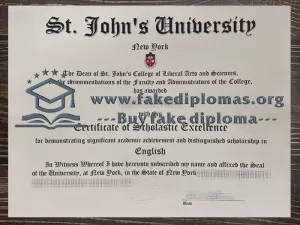 St. John's University
New York
The Dean of St. John's College of Liberal Arts and Sciences,
on the recommendations of the Faculty and Administrators of the College,
has awarded
www.fakediplomas.org
---Buy fake diploma---
Certificate of Scholastic Excellence
for demonstrating significant academic achievement and distinguished scholarship in
English
In Witness Whereof I have hereunto subscribed my name and affixed the Seal
of the University, at New York, in the State of New York